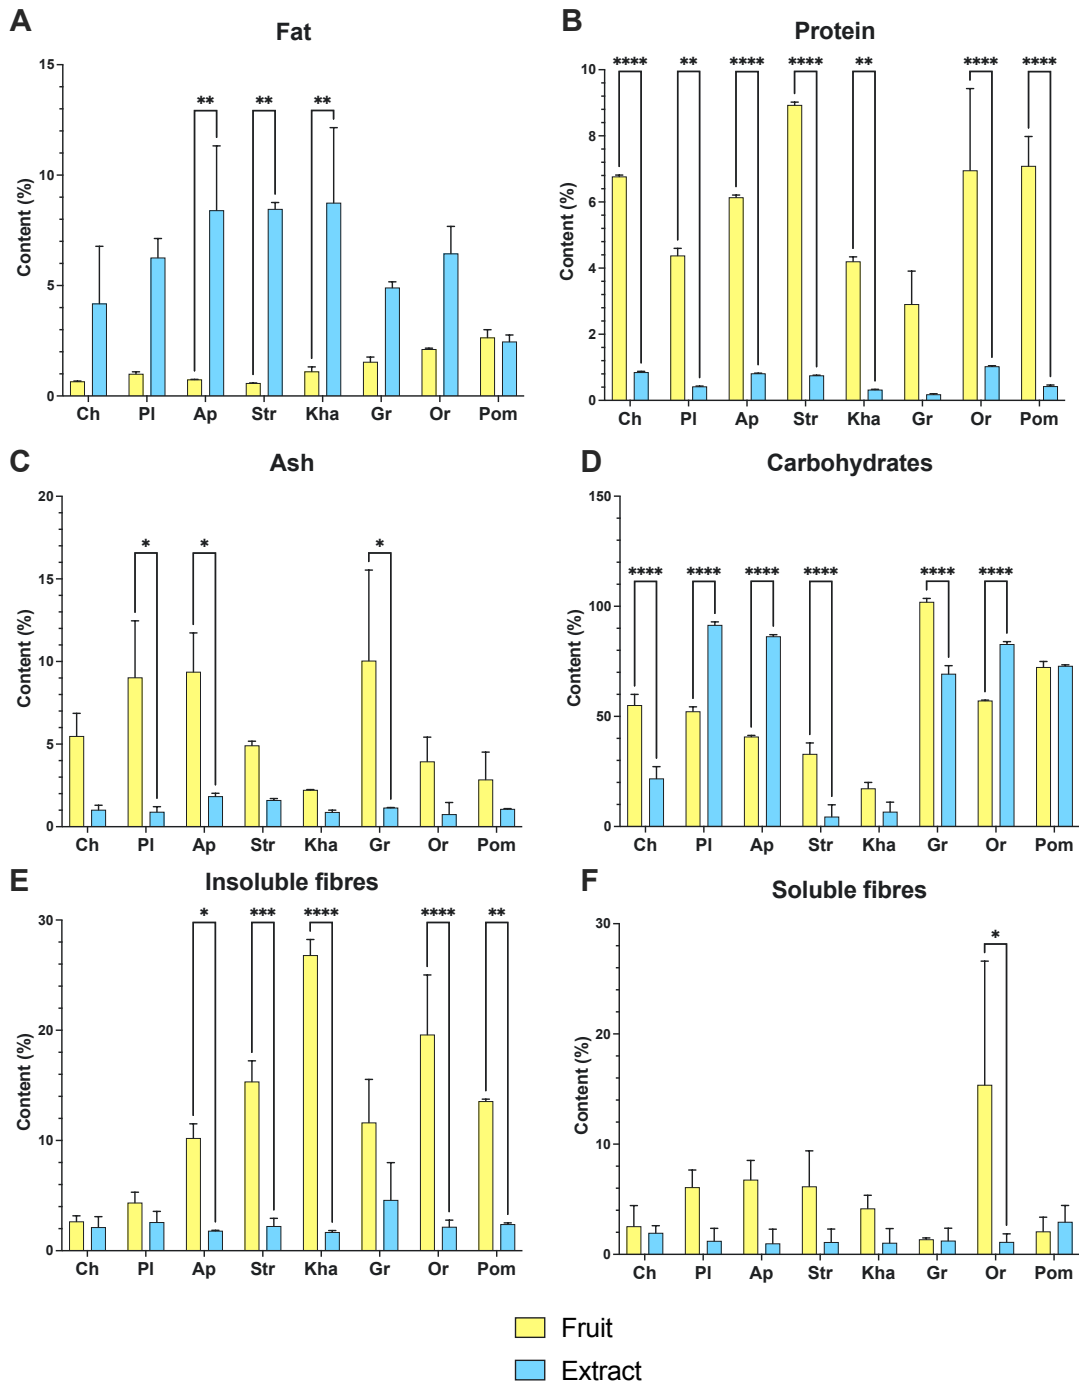 A
Fat
Content (%)
15
10
5
0
** ** **
Ch Pl Ap Str Kha Gr Or Pom
B
Protein
Content (%)
10
8
6
4
2
0
**** ** **** **** ** **** ****
Ch Pl Ap Str Kha Gr Or Pom
C
Ash
Content (%)
20
15
10
5
0
* * *
Ch Pl Ap Str Kha Gr Or Pom
D
Carbohydrates
Content (%)
150
100
50
0
**** **** **** **** **** ****
Ch Pl Ap Str Kha Gr Or Pom
E
Insoluble fibres
Content (%)
30
20
10
0
* *** **** **** **
Ch Pl Ap Str Kha Gr Or Pom
F
Soluble fibres
Content (%)
30
20
10
0
*
Ch Pl Ap Str Kha Gr Or Pom
Fruit
Extract